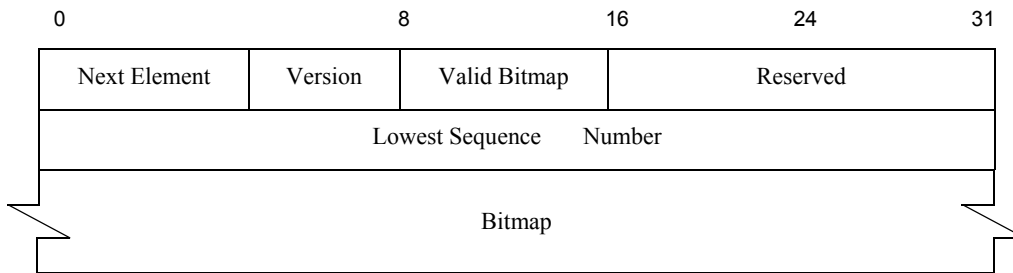 0 8 16 24 31
Next Element Version Valid Bitmap Reserved
Lowest Sequence Number
Bitmap